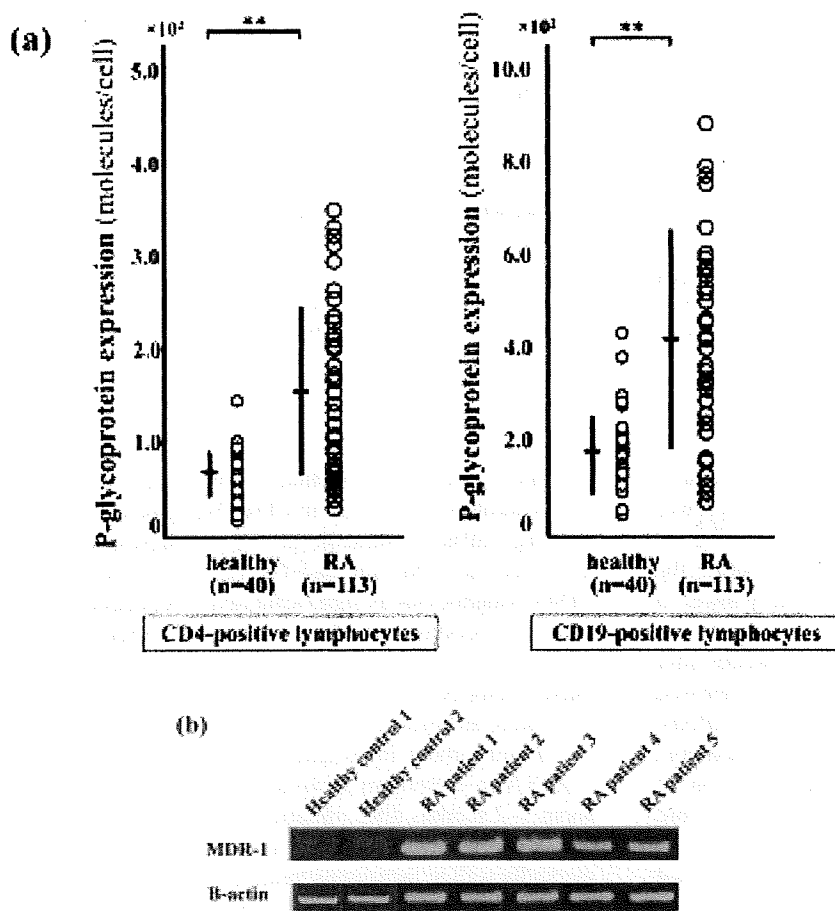 (a)
×10²
**
P-glycoprotein expression (molecules/cell)
5.0
4.0
3.0
2.0
1.0
0
healthy
(n=40)
RA
(n=113)
CD4-positive lymphocytes
×10²
**
P-glycoprotein expression (molecules/cell)
10.0
8.0
6.0
4.0
2.0
0
healthy
(n=40)
RA
(n=113)
CD19-positive lymphocytes
(b)
Healthy control 1
Healthy control 2
RA patient 1
RA patient 2
RA patient 3
RA patient 4
RA patient 5
MDR-1
B-actin